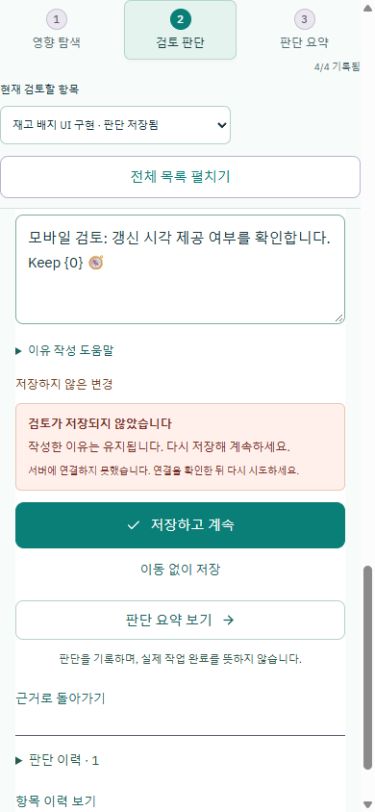 1
2
3
영향 탐색
검토 판단
판단 요약
4/4 기록됨
현재 검토할 항목
재고 배지 UI 구현 · 판단 저장됨
전체 목록 펼치기
모바일 검토: 갱신 시각 제공 여부를 확인합니다.
Keep {0} 🧭
이유 작성 도움말
저장하지 않은 변경
검토가 저장되지 않았습니다
작성한 이유는 유지됩니다. 다시 저장해 계속하세요.
서버에 연결하지 못했습니다. 연결을 확인한 뒤 다시 시도하세요.
저장하고 계속
이동 없이 저장
판단 요약 보기 →
판단을 기록하며, 실제 작업 완료를 뜻하지 않습니다.
근거로 돌아가기
판단 이력 · 1
항목 이력 보기